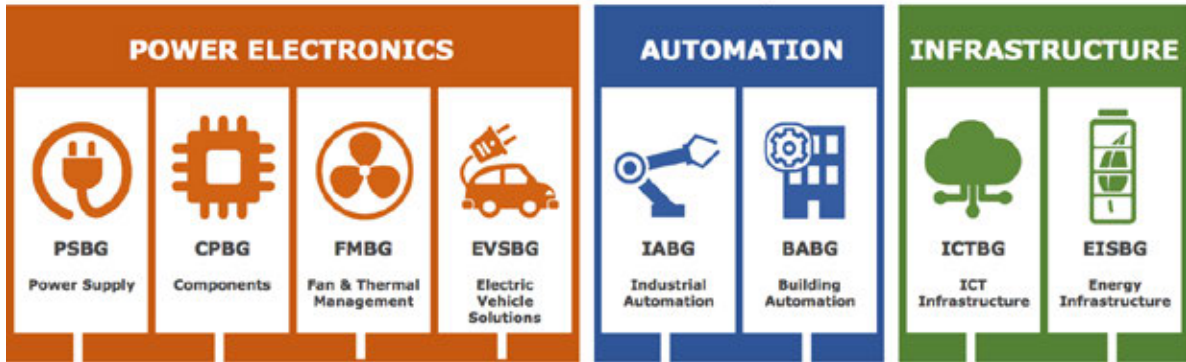 POWER ELECTRONICS
PSBG
Power Supply
CPBG
Components
FMBG
Fan & Thermal
Management
EVSBG
Electric
Vehicle
Solutions
AUTOMATION
IABG
Industrial
Automation
BABG
Building
Automation
INFRASTRUCTURE
ICTBG
ICT
Infrastructure
EISBG
Energy
Infrastructure